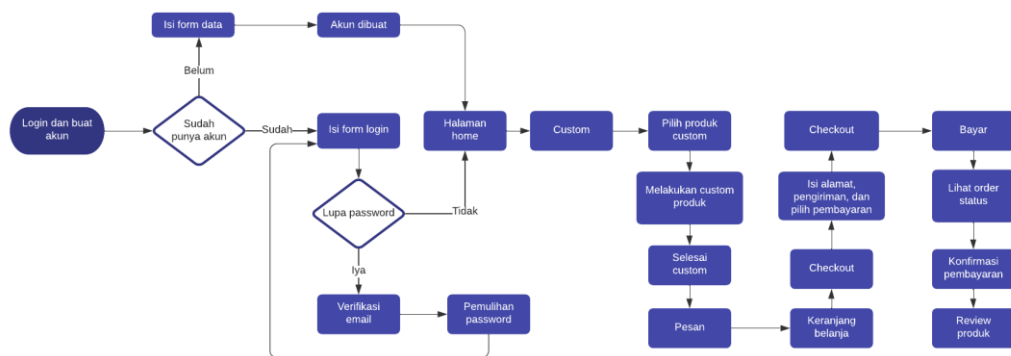 Isi form data
Akun dibuat
Belum
Login dan buat
akun
Sudah
punya akun
Sudah
Isi form login
Halaman
home
Custom
Pilih produk
custom
Checkout
Bayar
Lupa password
Tidak
Melakukan custom
produk
Isi alamat,
pengiriman, dan
pilih pembayaran
Lihat order
status
Iya
Selesai
custom
Checkout
Konfirmasi
pembayaran
Verifikasi
email
Pemulihan
password
Pesan
Keranjang
belanja
Review
produk